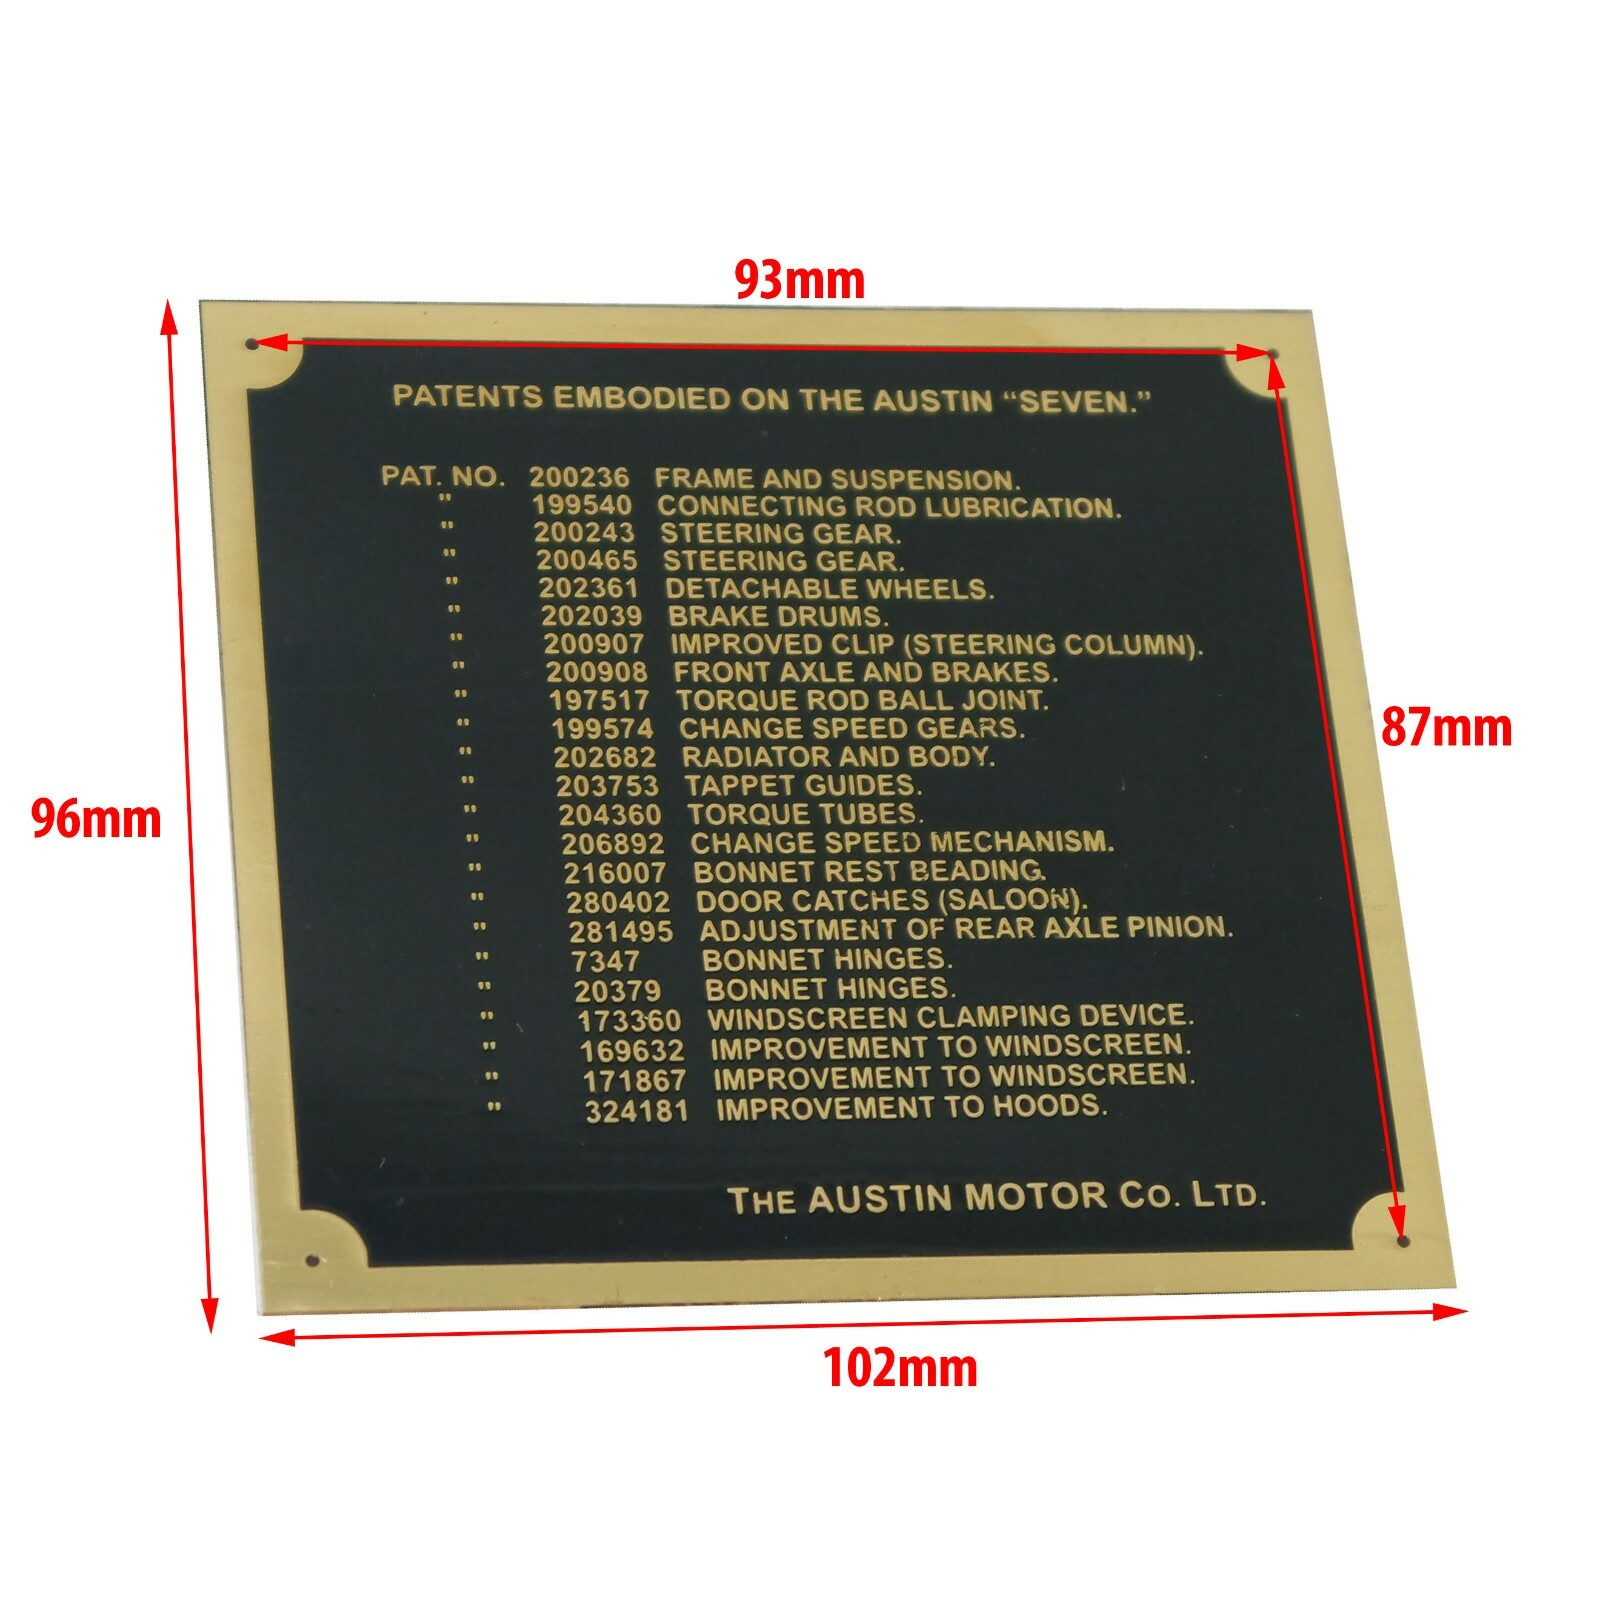 93mm
PATENTS EMBODIED ON THE AUSTIN “SEVEN.”
PAT. NO. 200236 FRAME AND SUSPENSION.
" 199540 CONNECTING ROD LUBRICATION.
" 200243 STEERING GEAR.
" 200465 STEERING GEAR.
" 202361 DETACHABLE WHEELS.
" 202039 BRAKE DRUMS.
" 200907 IMPROVED CLIP (STEERING COLUMN).
" 200908 FRONT AXLE AND BRAKES.
" 197517 TORQUE ROD BALL JOINT.
" 199574 CHANGE SPEED GEARS.
" 202682 RADIATOR AND BODY.
" 203753 TAPPET GUIDES.
" 204360 TORQUE TUBES.
" 206892 CHANGE SPEED MECHANISM.
" 216007 BONNET REST BEADING.
" 280402 DOOR CATCHES (SALOON).
" 281495 ADJUSTMENT OF REAR AXLE PINION.
" 7347 BONNET HINGES.
" 20379 BONNET HINGES.
" 173360 WINDSCREEN CLAMPING DEVICE.
" 169632 IMPROVEMENT TO WINDSCREEN.
" 171867 IMPROVEMENT TO WINDSCREEN.
" 324181 IMPROVEMENT TO HOODS.
THE AUSTIN MOTOR CO. LTD.
87mm
96mm
102mm